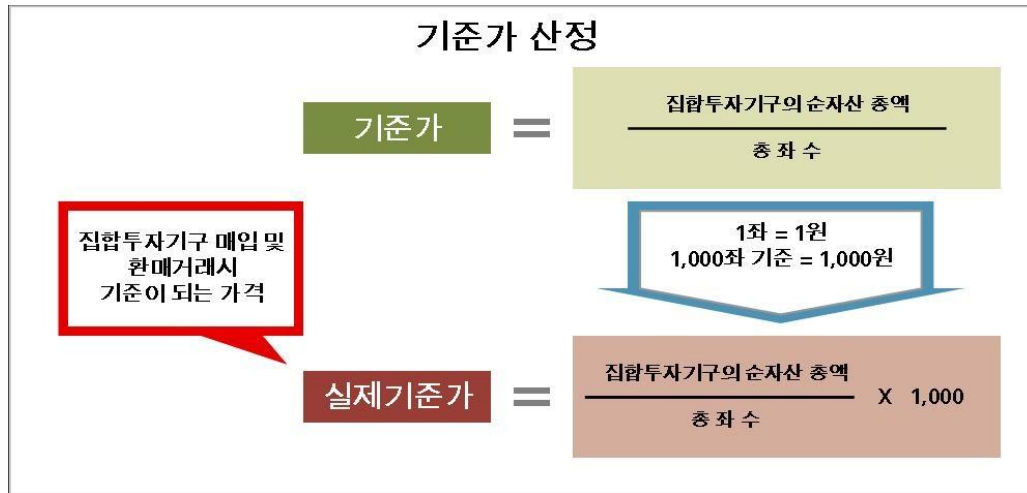 기준가 산정
기준가 =
집합투자기구의 순자산 총액
총 좌 수
집합투자기구 매입 및
환매거래시
기준이 되는 가격
1좌 = 1원
1,000좌 기준 = 1,000원
실제기준가 =
집합투자기구의 순자산 총액
총 좌 수
X 1,000